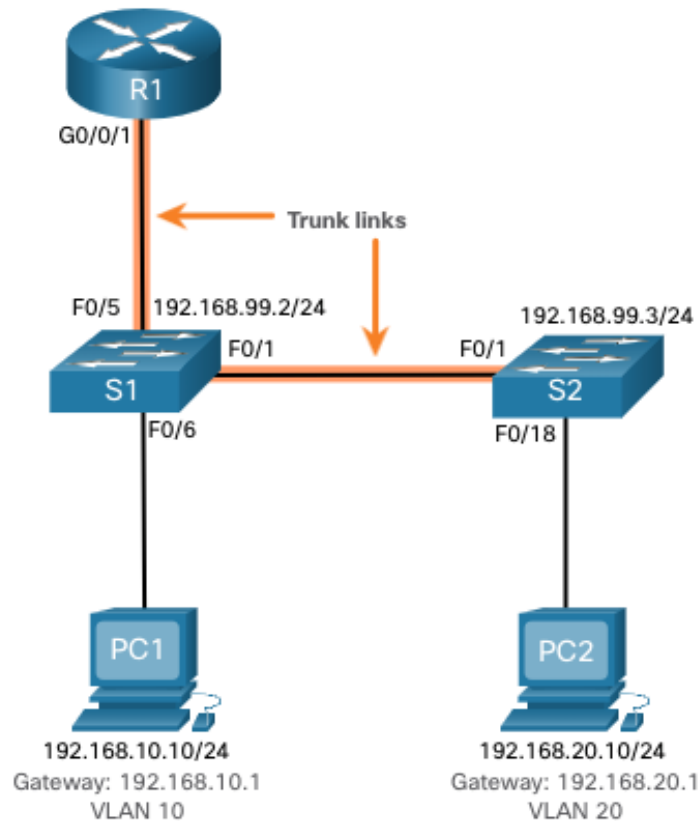 R1
G0/0/1
Trunk links
F0/5
192.168.99.2/24
192.168.99.3/24
F0/1
F0/1
S1
S2
F0/6
F0/18
PC1
PC2
192.168.10.10/24
Gateway: 192.168.10.1
VLAN 10
192.168.20.10/24
Gateway: 192.168.20.1
VLAN 20